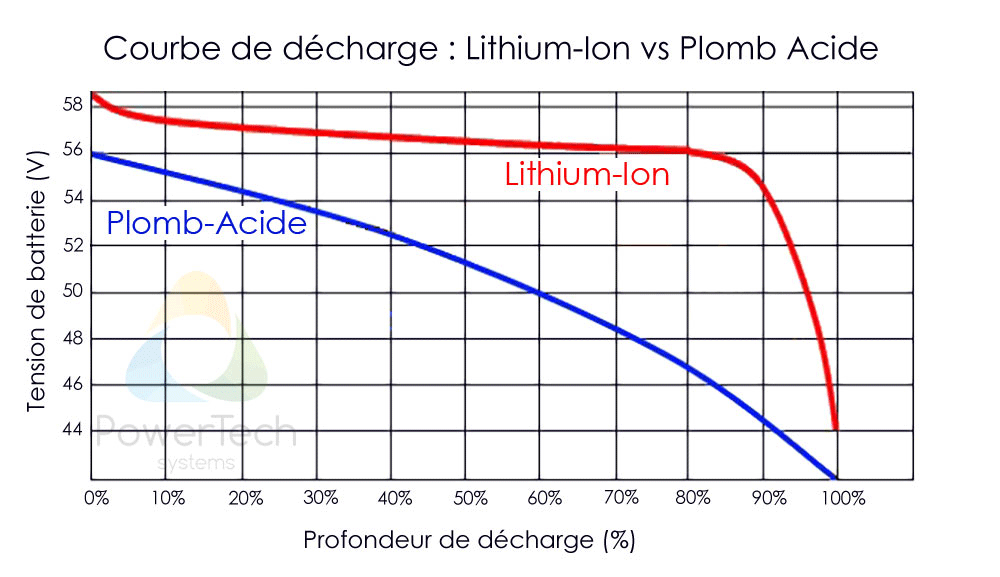 Courbe de décharge : Lithium-Ion vs Plomb Acide
Tension de batterie (V)
58
56
54
52
50
48
46
44
Lithium-Ion
Plomb-Acide
PowerTech
systems
0% 10% 20% 30% 40% 50% 60% 70% 80% 90% 100%
Profondeur de décharge (%)